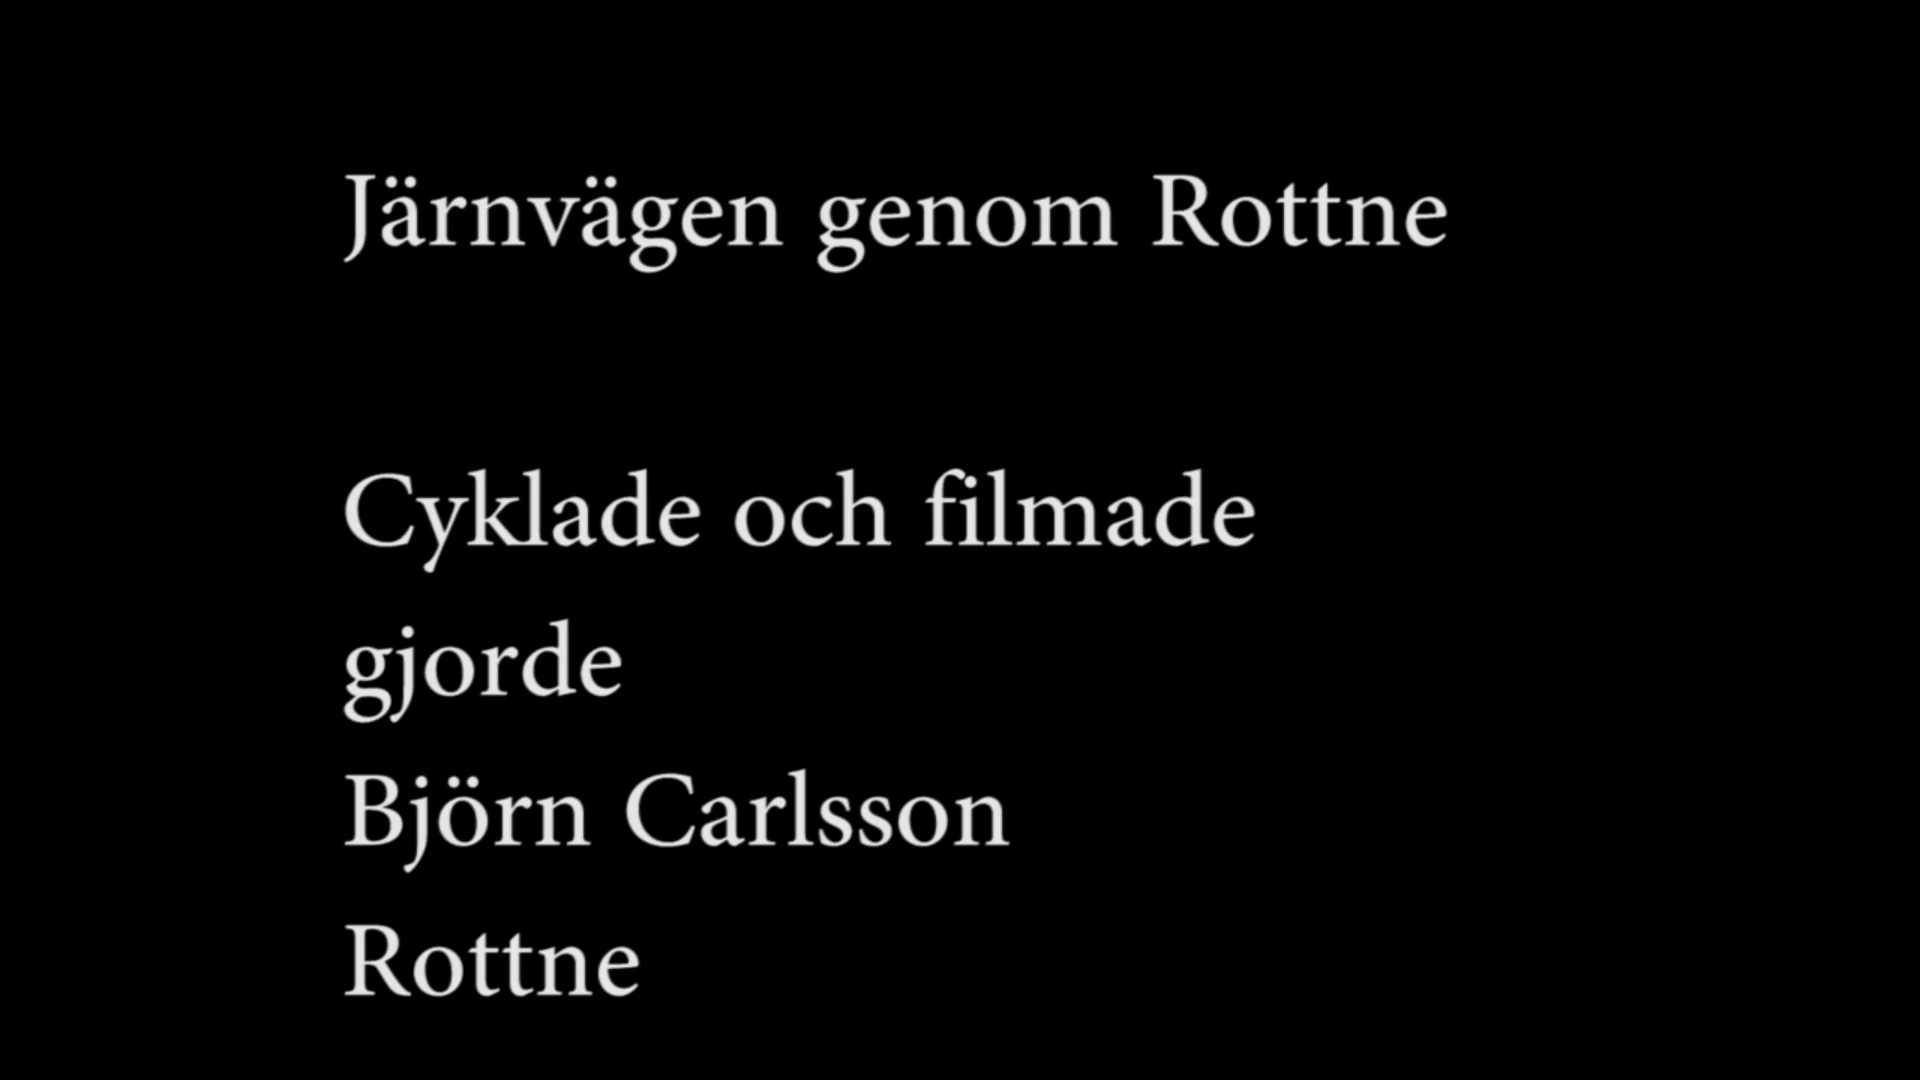 Järnvägen genom Rottne
Cyklade och filmade
gjorde
Björn Carlsson
Rottne